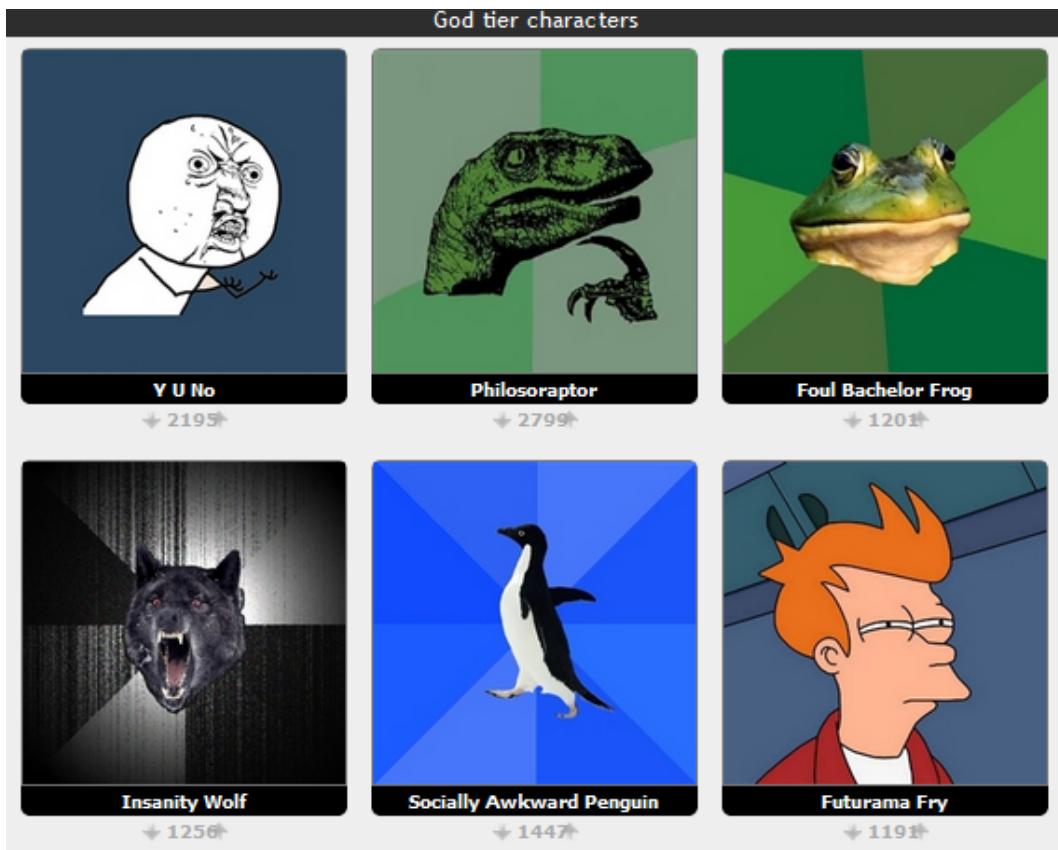 God tier characters
Y U No
Philosoraptor
Foul Bachelor Frog
2195
2799
1201
Insanity Wolf
Socially Awkward Penguin
Futurama Fry
1256
1447
1191